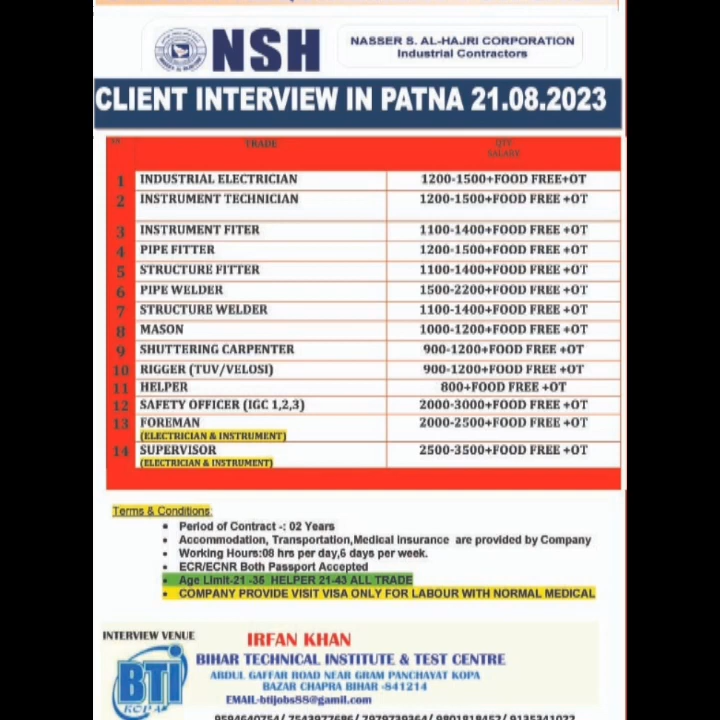 NSH
NASSER S. AL-HAJRI CORPORATION
Industrial Contractors
CLIENT INTERVIEW IN PATNA 21.08.2023
TRADE QTY
SALARY
1 INDUSTRIAL ELECTRICIAN 1200-1500+FOOD FREE+OT
2 INSTRUMENT TECHNICIAN 1200-1500+FOOD FREE +OT
3 INSTRUMENT FITER 1100-1400+FOOD FREE +OT
4 PIPE FITTER 1200-1500+FOOD FREE +OT
5 STRUCTURE FITTER 1100-1400+FOOD FREE +OT
6 PIPE WELDER 1500-2200+FOOD FREE +OT
7 STRUCTURE WELDER 1100-1400+FOOD FREE +OT
8 MASON 1000-1200+FOOD FREE +OT
9 SHUTTERING CARPENTER 900-1200+FOOD FREE +OT
10 RIGGER (TUV/VELOSI) 900-1200+FOOD FREE +OT
11 HELPER 800+FOOD FREE +OT
12 SAFETY OFFICER (IGC 1,2,3) 2000-3000+FOOD FREE +OT
13 FOREMAN 2000-2500+FOOD FREE +OT
(ELECTRICIAN & INSTRUMENT)
14 SUPERVISOR 2500-3500+FOOD FREE +OT
(ELECTRICIAN & INSTRUMENT)
Terms & Conditions:
• Period of Contract -: 02 Years
• Accommodation, Transportation,Medical Insurance are provided by Company
• Working Hours:08 hrs per day,6 days per week.
• ECR/ECNR Both Passport Accepted
• Age Limit-21 -35 HELPER 21-43 ALL TRADE
• COMPANY PROVIDE VISIT VISA ONLY FOR LABOUR WITH NORMAL MEDICAL
INTERVIEW VENUE
IRFAN KHAN
BTI
KOPA
BIHAR TECHNICAL INSTITUTE & TEST CENTRE
ABDUL GAFFAR ROAD NEAR GRAM PANCHAYAT KOPA
BAZAR CHAPRA BIHAR -841214
EMAIL-btijobs88@gamil.com
9594640754/ 7543977686/ 7979739364/ 9801818452/ 9135341022